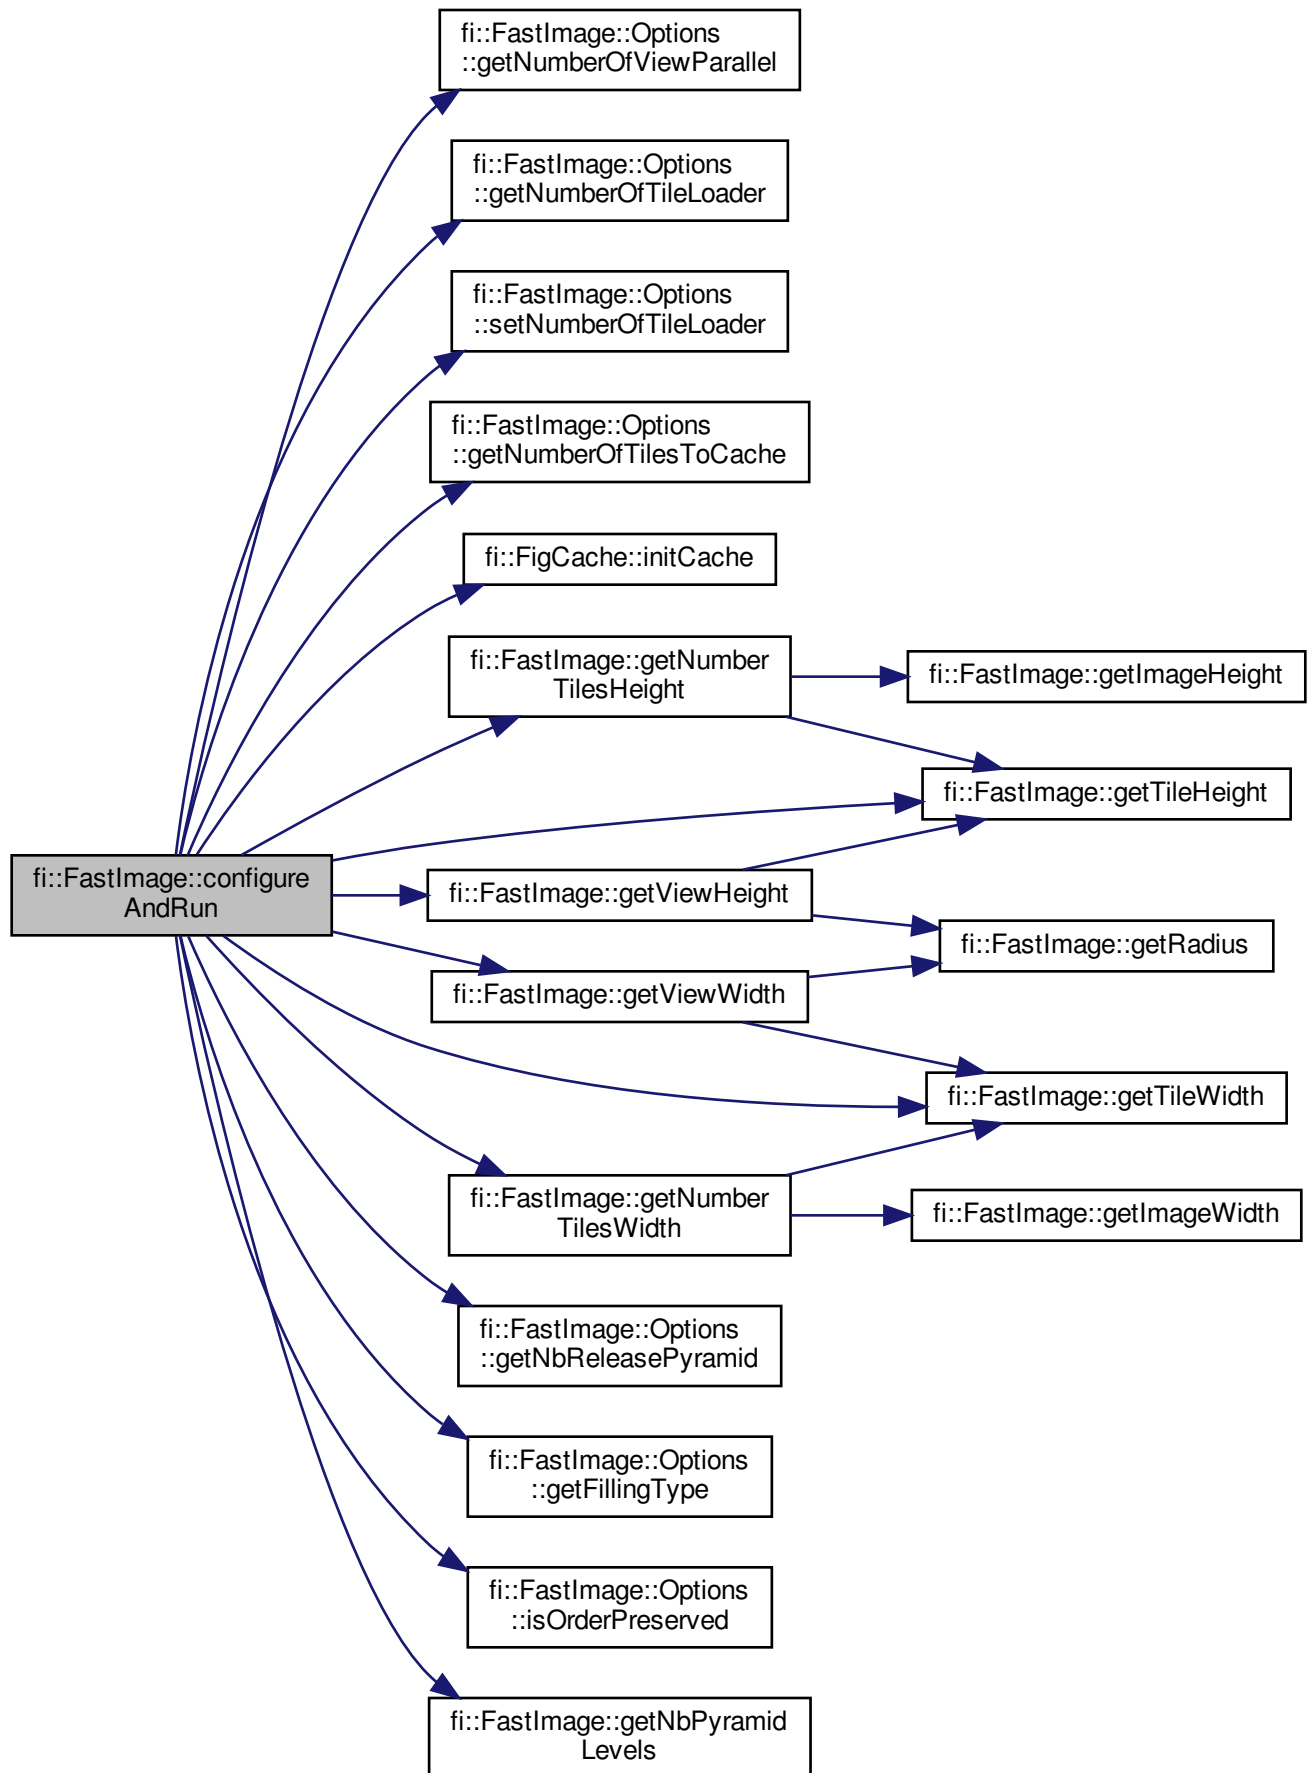 fi::FastImage::Options
::getNumberOfViewParallel
fi::FastImage::Options
::getNumberOfTileLoader
fi::FastImage::Options
::setNumberOfTileLoader
fi::FastImage::Options
::getNumberOfTilesToCache
fi::FigCache::initCache
fi::FastImage::getNumber
TilesHeight
fi::FastImage::getImageHeight
fi::FastImage::getTileHeight
fi::FastImage::configure
AndRun
fi::FastImage::getViewHeight
fi::FastImage::getRadius
fi::FastImage::getViewWidth
fi::FastImage::getTileWidth
fi::FastImage::getNumber
TilesWidth
fi::FastImage::getImageWidth
fi::FastImage::Options
::getNbReleasePyramid
fi::FastImage::Options
::getFillingType
fi::FastImage::Options
::isOrderPreserved
fi::FastImage::getNbPyramid
Levels